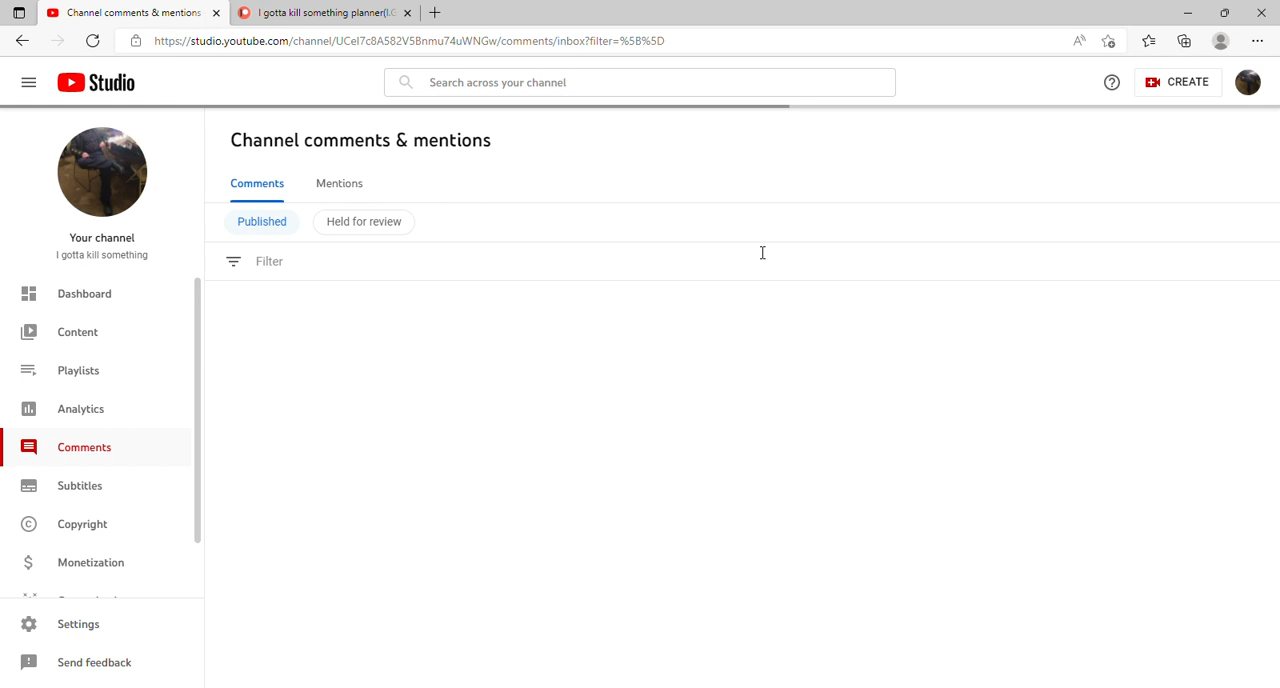 Channel comments & mentions
I gotta kill something planner(I.G
https://studio.youtube.com/channel/UCeI7c8A582V5Bnmu74uWNGw/comments/inbox?filter=%5B%5D
Studio
Search across your channel
CREATE
Your channel
I gotta kill something
Dashboard
Content
Playlists
Analytics
Comments
Subtitles
Copyright
Monetization
Settings
Send feedback
Channel comments & mentions
Comments
Mentions
Published
Held for review
Filter